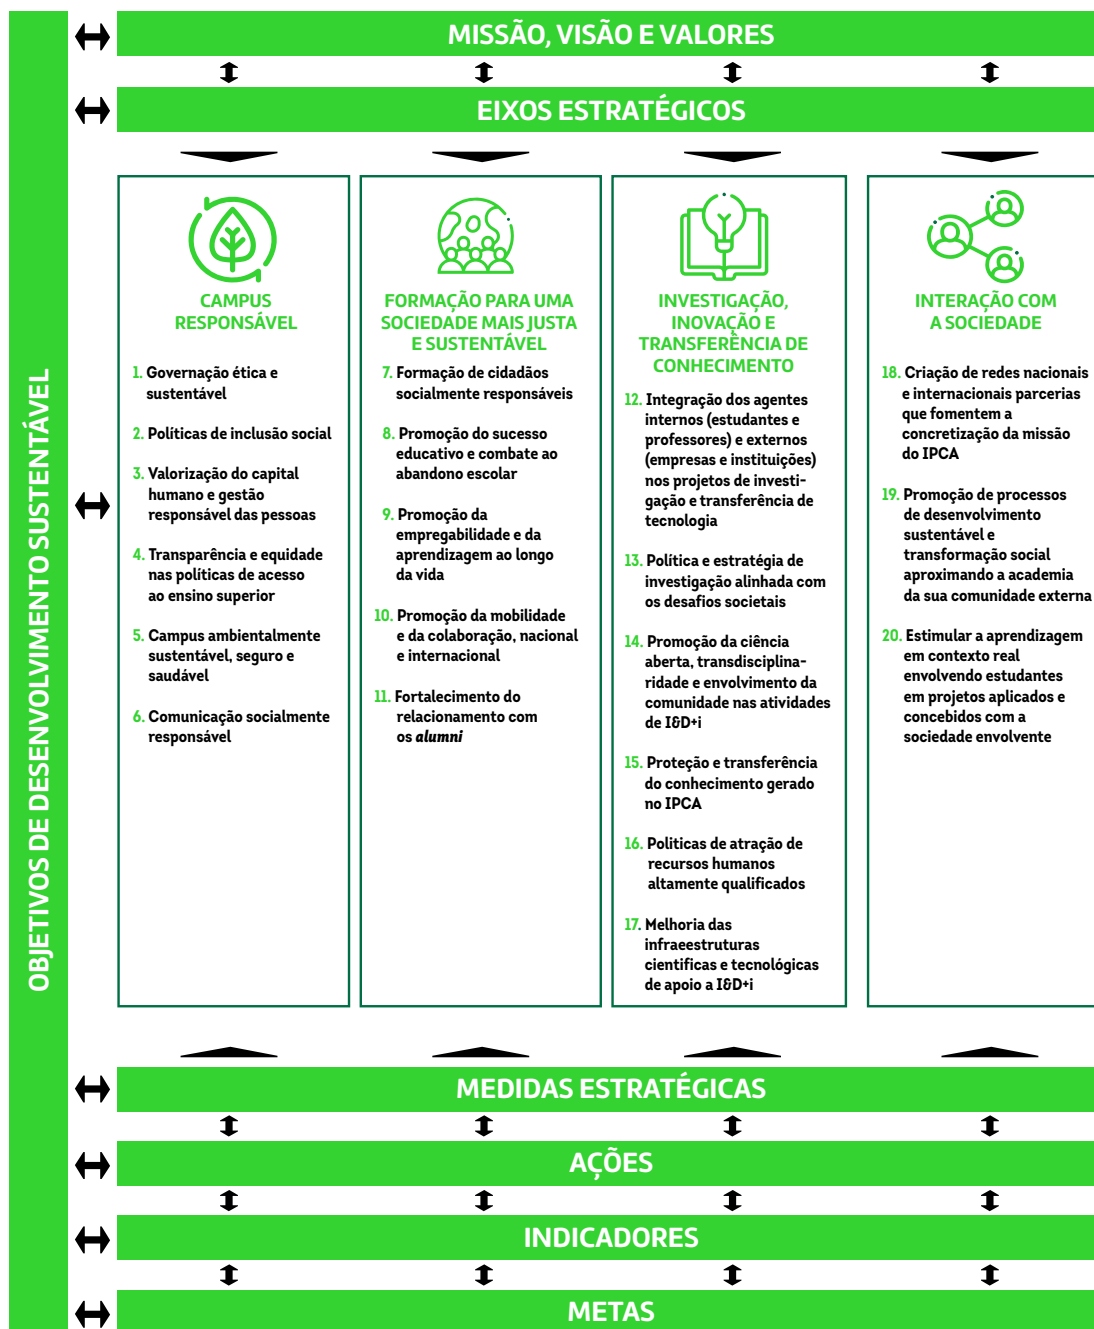 OBJETIVOS DE DESENVOLVIMENTO SUSTENTÁVEL
MISSÃO, VISÃO E VALORES
EIXOS ESTRATÉGICOS
CAMPUS
RESPONSÁVEL
1. Governação ética e
sustentável
2. Políticas de inclusão social
3. Valorização do capital
humano e gestão
responsável das pessoas
4. Transparência e equidade
nas políticas de acesso
ao ensino superior
5. Campus ambientalmente
sustentável, seguro e
saudável
6. Comunicação socialmente
responsável
FORMAÇÃO PARA UMA
SOCIEDADE MAIS JUSTA
E SUSTENTÁVEL
7. Formação de cidadãos
socialmente responsáveis
8. Promoção do sucesso
educativo e combate ao
abandono escolar
9. Promoção da
empregabilidade e da
aprendizagem ao longo
da vida
10. Promoção da mobilidade
e da colaboração, nacional
e internacional
11. Fortalecimento do
relacionamento com
os alumni
INVESTIGAÇÃO,
INOVAÇÃO E
TRANSFERÊNCIA DE
CONHECIMENTO
12. Integração dos agentes
internos (estudantes e
professores) e externos
(empresas e instituições)
nos projetos de investi-
gação e transferência de
tecnologia
13. Política e estratégia de
investigação alinhada com
os desafios societais
14. Promoção da ciência
aberta, transdisciplina-
ridade e envolvimento da
comunidade nas atividades
de I&D+i
15. Proteção e transferência
do conhecimento gerado
no IPCA
16. Politicas de atração de
recursos humanos
altamente qualificados
17. Melhoria das
infraeestruturas
cientificas e tecnológicas
de apoio a I&D+i
INTERAÇÃO COM
A SOCIEDADE
18. Criação de redes nacionais
e internacionais parcerias
que fomentem a
concretização da missão
do IPCA
19. Promoção de processos
de desenvolvimento
sustentável e
transformação social
aproximando a academia
da sua comunidade externa
20. Estimular a aprendizagem
em contexto real
envolvendo estudantes
em projetos aplicados e
concebidos com a
sociedade envolvente
MEDIDAS ESTRATÉGICAS
AÇÕES
INDICADORES
METAS